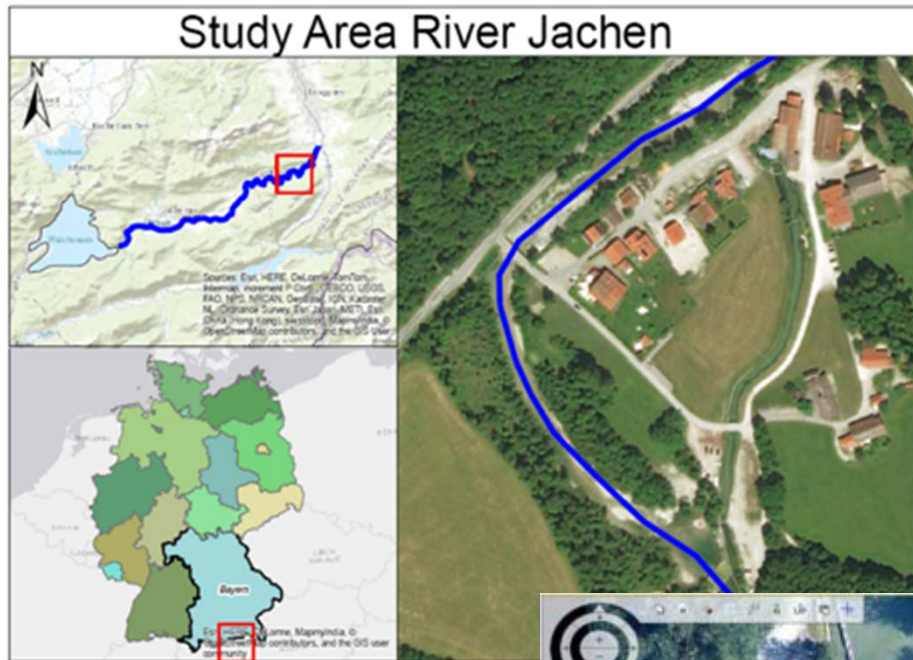 Study Area River Jachen
N
Sources: Esri, HERE, DeLorme, TomTom,
Intermap, increment P Corp., GEBCO, USGS,
FAO, NPS, NRCAN, GeoBase, IGN, Kadaster
NL, Ordnance Survey, Esri Japan, METI, Esri
China (Hong Kong), swisstopo, MapmyIndia, ©
OpenStreetMap contributors, and the GIS User
Bayern
Esri, HERE, DeLorme, MapmyIndia, ©
OpenStreetMap contributors, and the GIS user
community